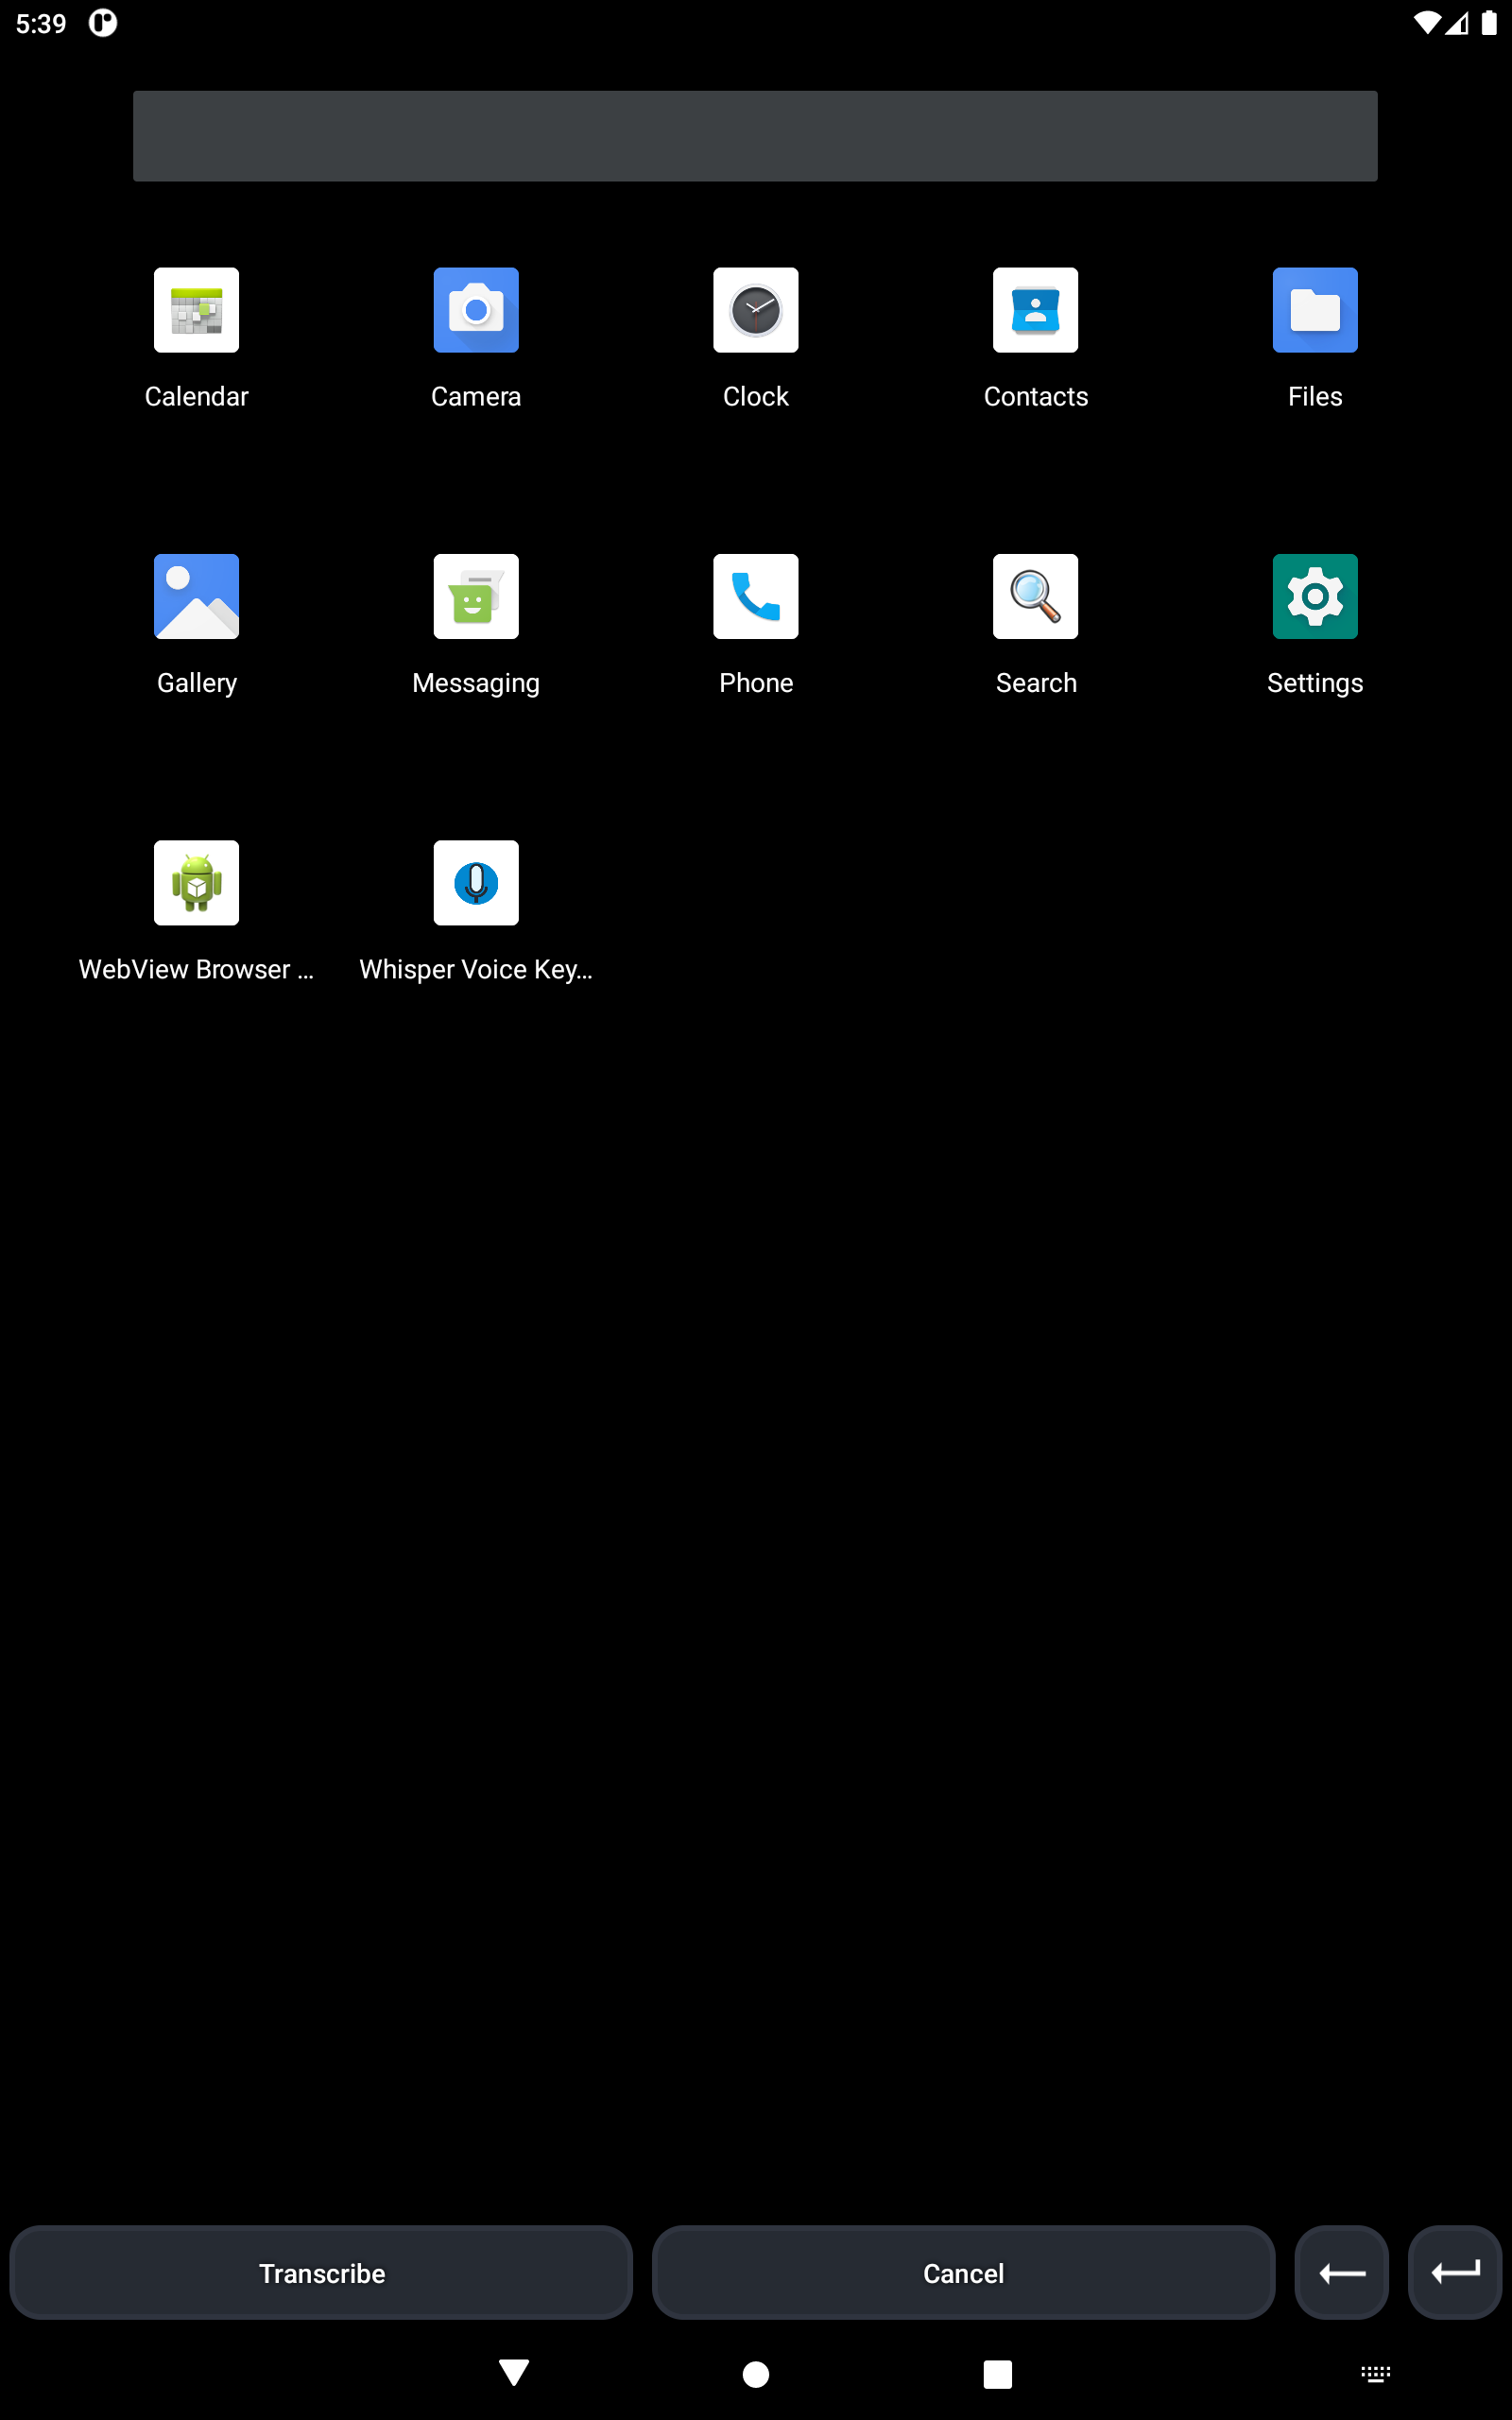 5:39
Calendar
Camera
Clock
Contacts
Files
Gallery
Messaging
Phone
Search
Settings
WebView Browser ...
Whisper Voice Key...
Transcribe
Cancel